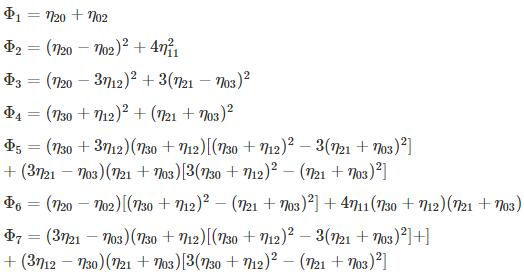 Φ₁ = η₂₀ + η₀₂
Φ₂ = (η₂₀ − η₀₂)² + 4η₁₁²
Φ₃ = (η₂₀ − 3η₁₂)² + 3(η₂₁ − η₀₃)²
Φ₄ = (η₃₀ + η₁₂)² + (η₂₁ + η₀₃)²
Φ₅ = (η₃₀ + 3η₁₂)(η₃₀ + η₁₂)[(η₃₀ + η₁₂)² − 3(η₂₁ + η₀₃)²]
+ (3η₂₁ − η₀₃)(η₂₁ + η₀₃)[3(η₃₀ + η₁₂)² − (η₂₁ + η₀₃)²]
Φ₆ = (η₂₀ − η₀₂)[(η₃₀ + η₁₂)² − (η₂₁ + η₀₃)²] + 4η₁₁(η₃₀ + η₁₂)(η₂₁ + η₀₃)
Φ₇ = (3η₂₁ − η₀₃)(η₃₀ + η₁₂)[(η₃₀ + η₁₂)² − 3(η₂₁ + η₀₃)²]+]
+ (3η₁₂ − η₃₀)(η₂₁ + η₀₃)[3(η₃₀ + η₁₂)² − (η₂₁ + η₀₃)²]